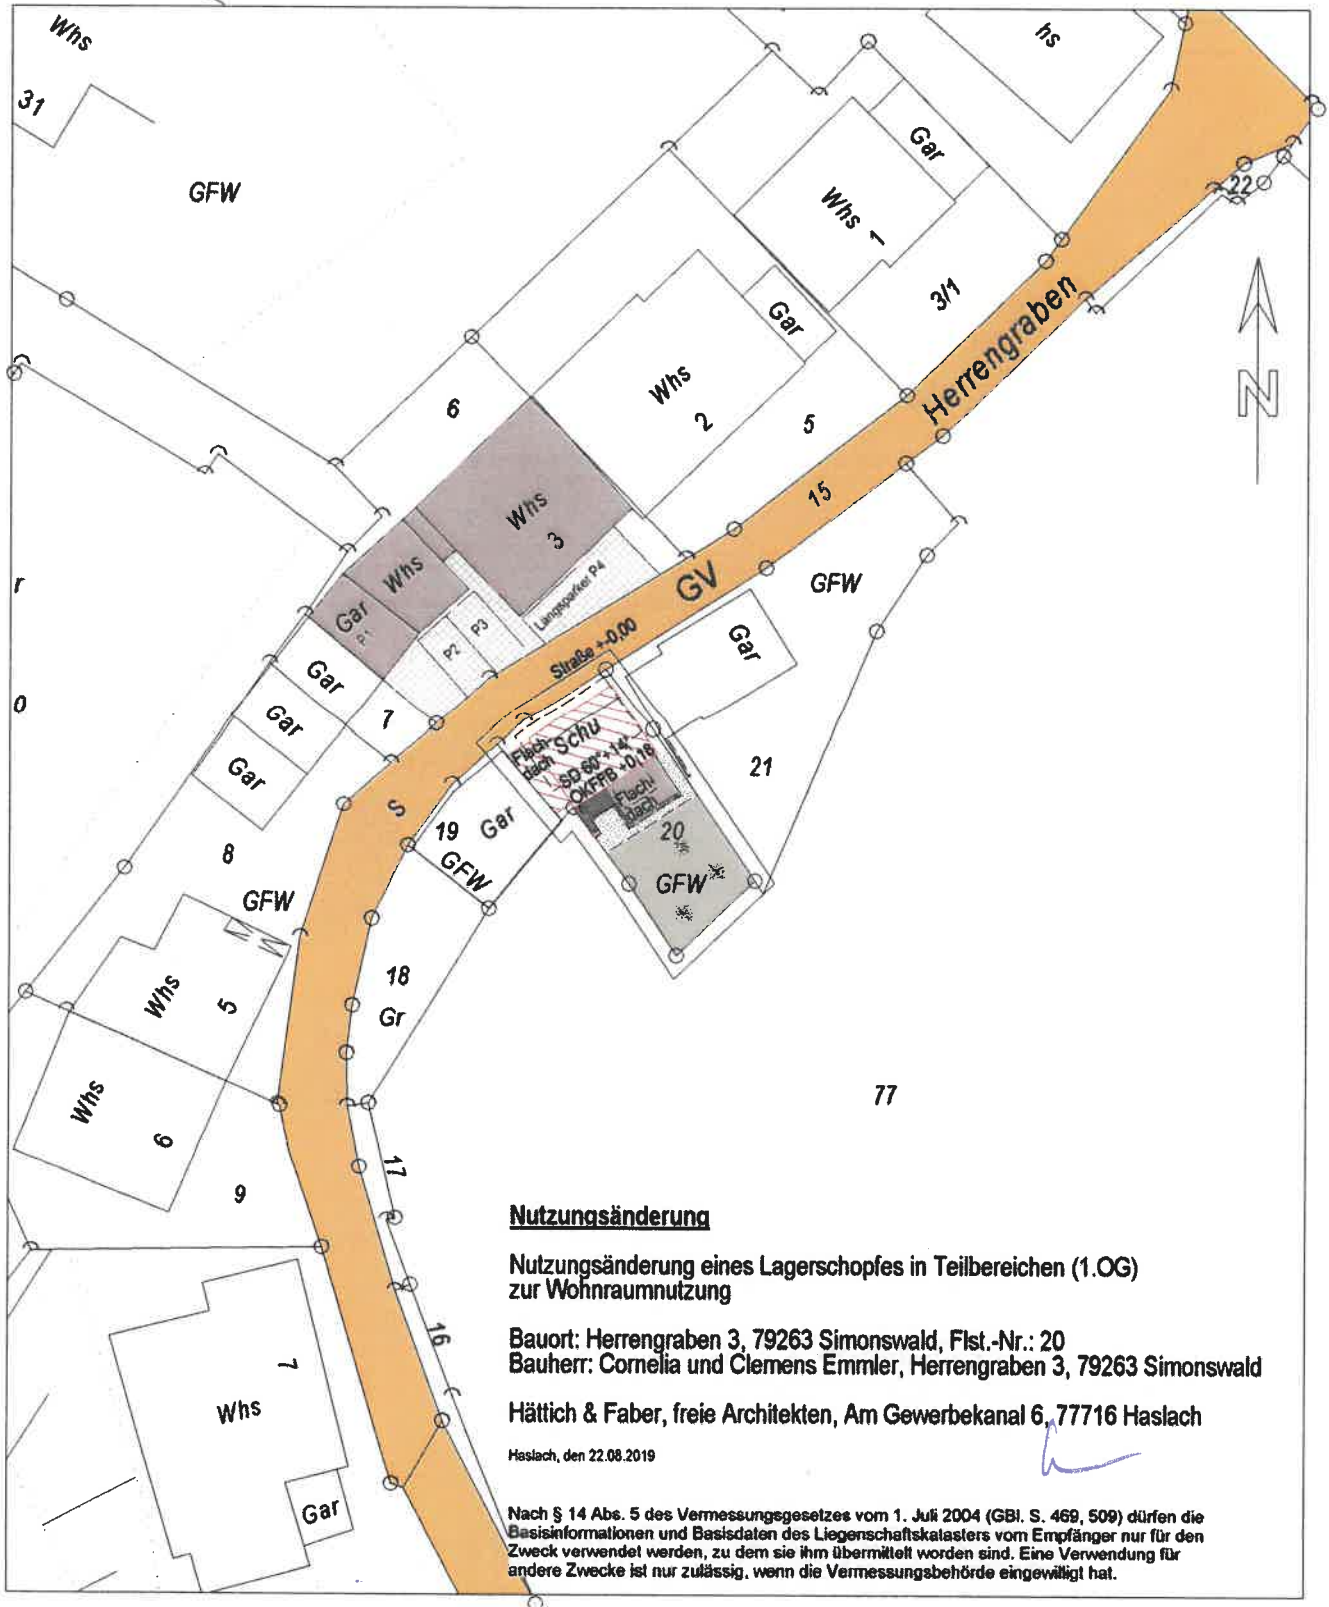 Whs
31
GFW
hs
Gar
Whs
1
3/1
22
Gar
Whs
2
5
6
Herrengraben
N
Whs
3
15
Whs
Gar
P1
P2
P3
Längsparker P4
GV
GFW
r
Straße +-0,00
Gar
Gar
0
Gar
7
Gar
Flach-
dach
Schu
SD 60°+14°
OKFFB +0,18
Flach-
dach
21
S
19
Gar
GFW
20
GFW
8
GFW
18
Gr
Whs
5
77
Whs
6
17
9
16
7
Whs
Gar
Nutzungsänderung
Nutzungsänderung eines Lagerschopfes in Teilbereichen (1.OG)
zur Wohnraumnutzung
Bauort: Herrengraben 3, 79263 Simonswald, Flst.-Nr.: 20
Bauherr: Cornelia und Clemens Emmler, Herrengraben 3, 79263 Simonswald
Hättich & Faber, freie Architekten, Am Gewerbekanal 6, 77716 Haslach
Haslach, den 22.08.2019
Nach § 14 Abs. 5 des Vermessungsgesetzes vom 1. Juli 2004 (GBl. S. 469, 509) dürfen die
Basisinformationen und Basisdaten des Liegenschaftskatasters vom Empfänger nur für den
Zweck verwendet werden, zu dem sie ihm übermittelt worden sind. Eine Verwendung für
andere Zwecke ist nur zulässig, wenn die Vermessungsbehörde eingewilligt hat.